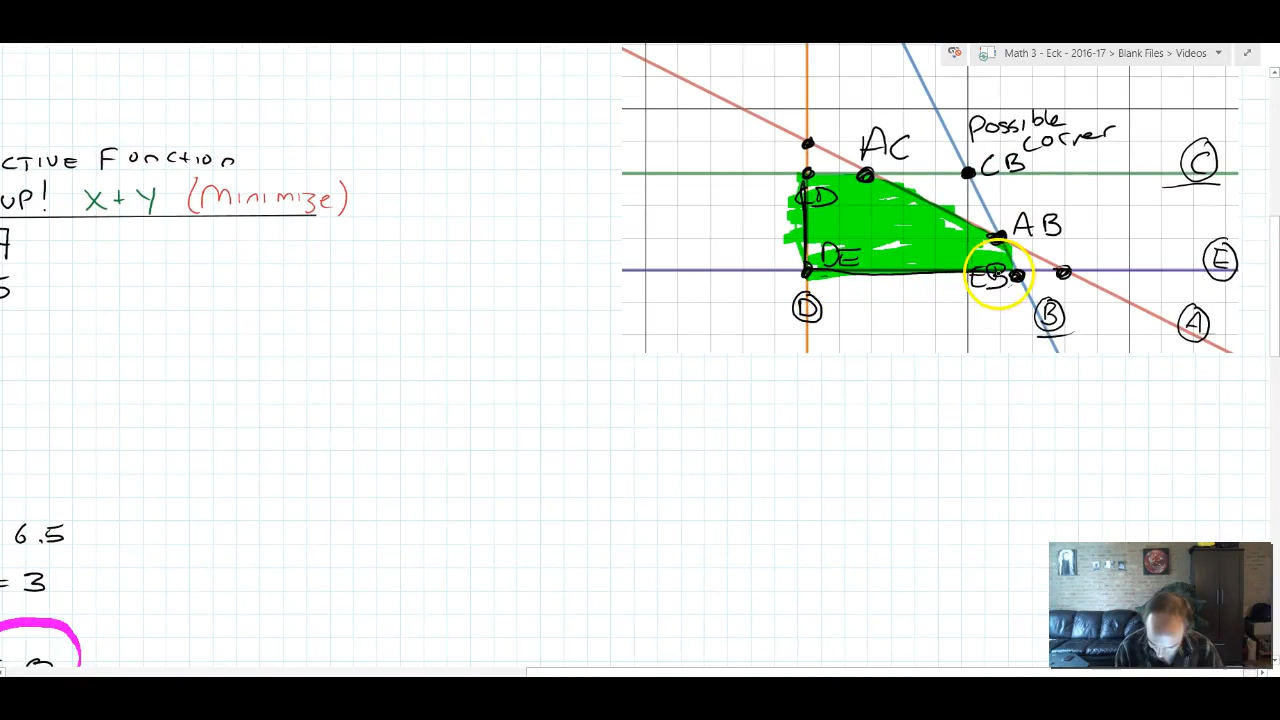 Math 3 - Eck - 2016-17 > Blank Files > Videos
CTIVE FUNCTION
UP! X+Y (Minimize)
7
5
6.5
= 3
Possible
corner
AC
CB
C
CD
AB
DE
E
EB
D
B
A